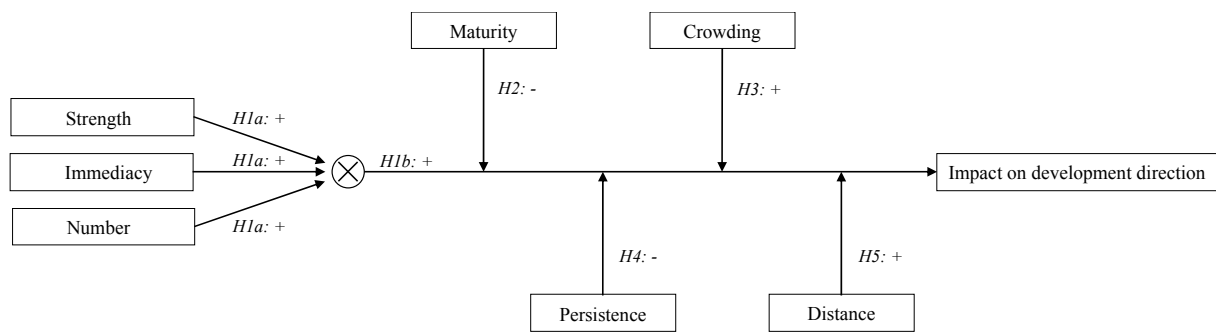 Maturity
Crowding
H2: -
H3: +
Strength
H1a: +
Immediacy
H1a: +
H1b: +
Impact on development direction
Number
H1a: +
H4: -
H5: +
Persistence
Distance